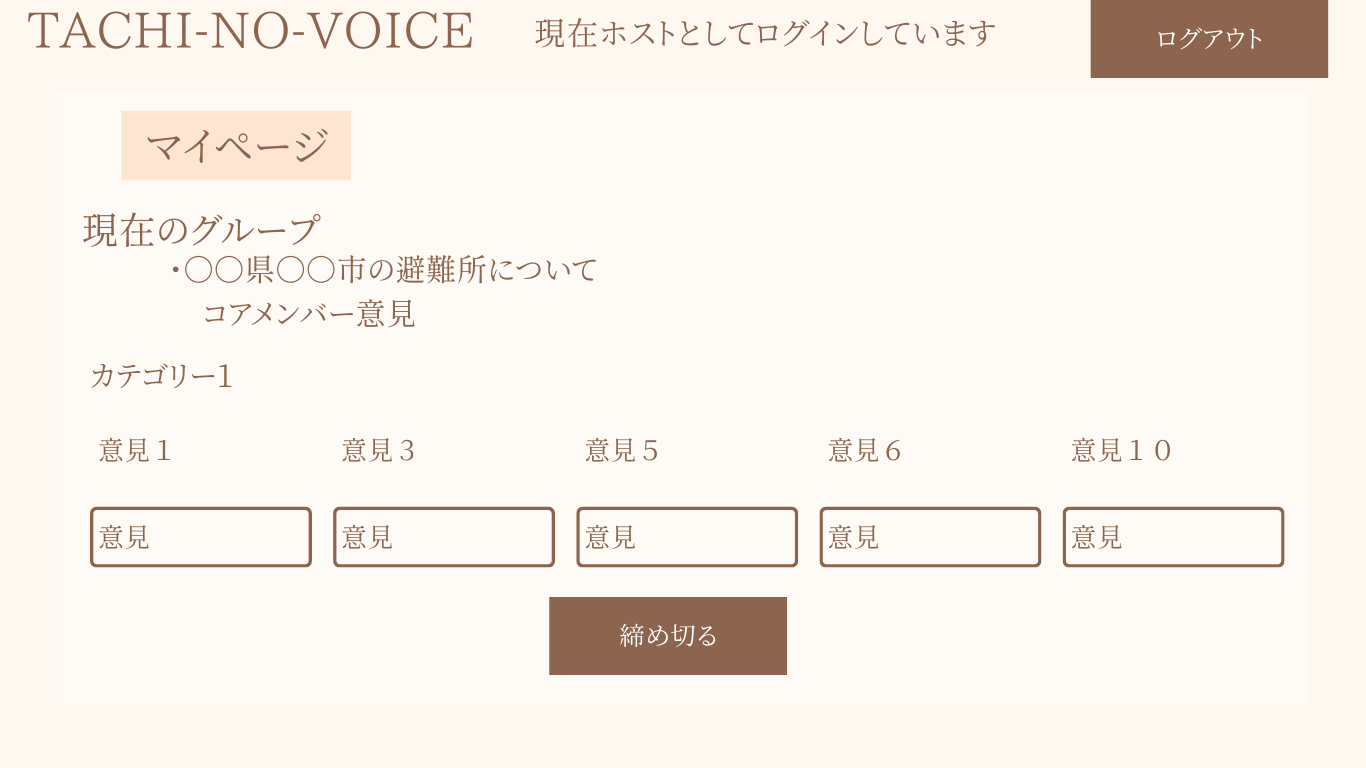 TACHI-NO-VOICE
現在ホストとしてログインしています
ログアウト
マイページ
現在のグループ
・〇〇県〇〇市の避難所について
コアメンバー意見
カテゴリー1
意見１ 意見３ 意見５ 意見６ 意見１０
意見 意見 意見 意見 意見
締め切る